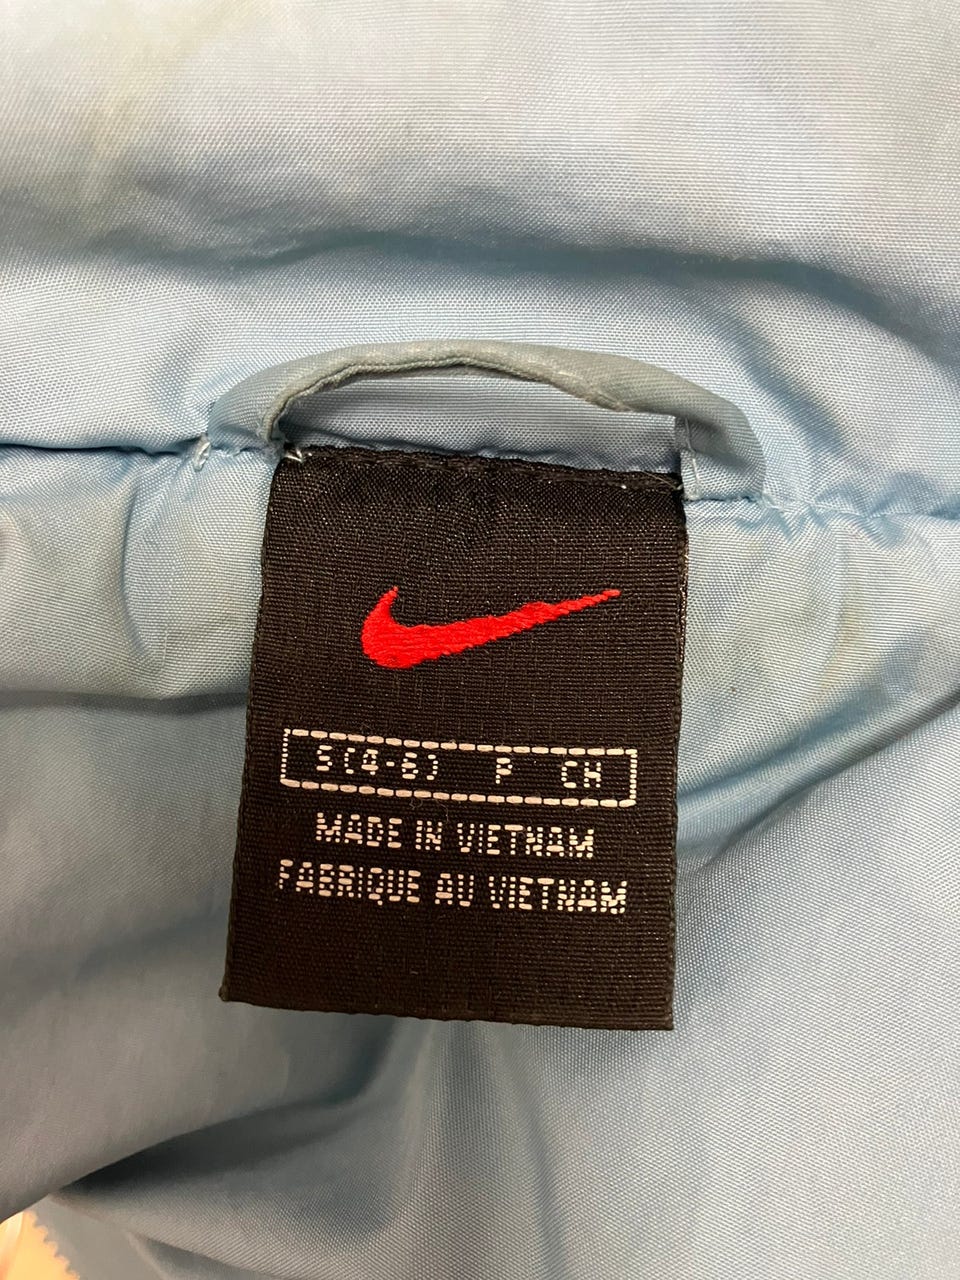 S(4-6) P CH
MADE IN VIETNAM
FABRIQUE AU VIETNAM